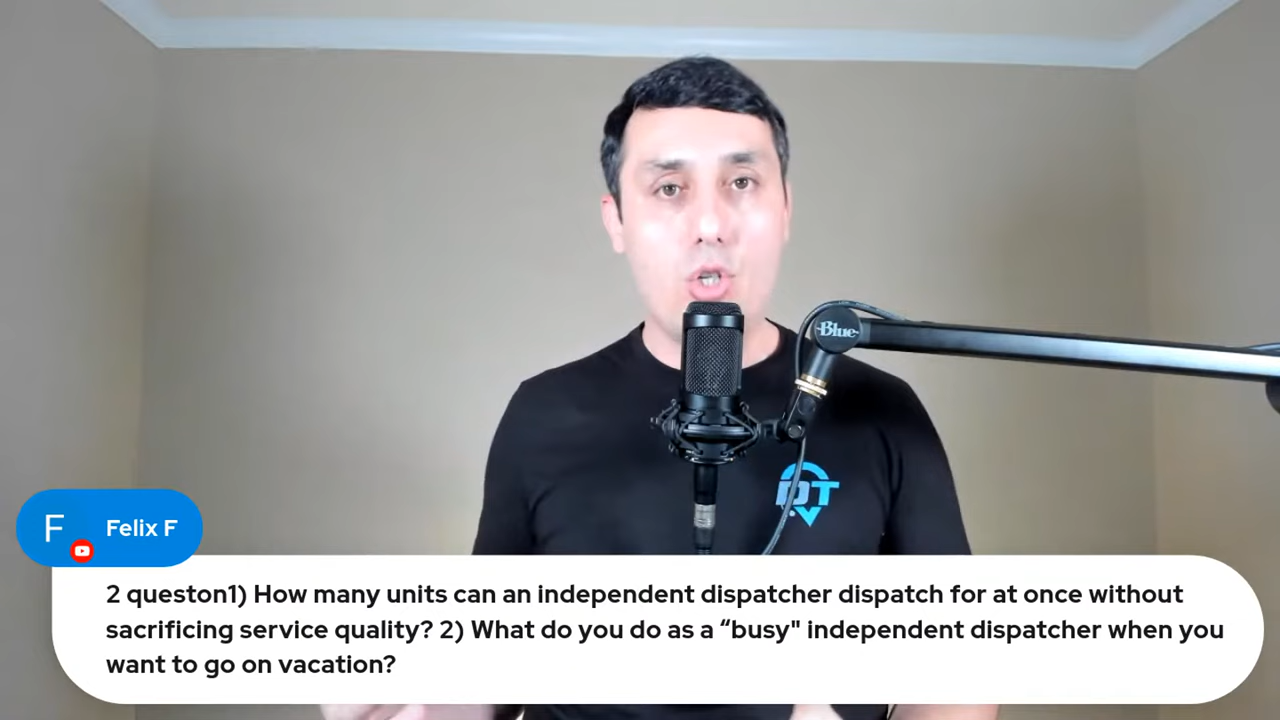 Blue
DT
F
Felix F
2 queston1) How many units can an independent dispatcher dispatch for at once without
sacrificing service quality? 2) What do you do as a “busy" independent dispatcher when you
want to go on vacation?